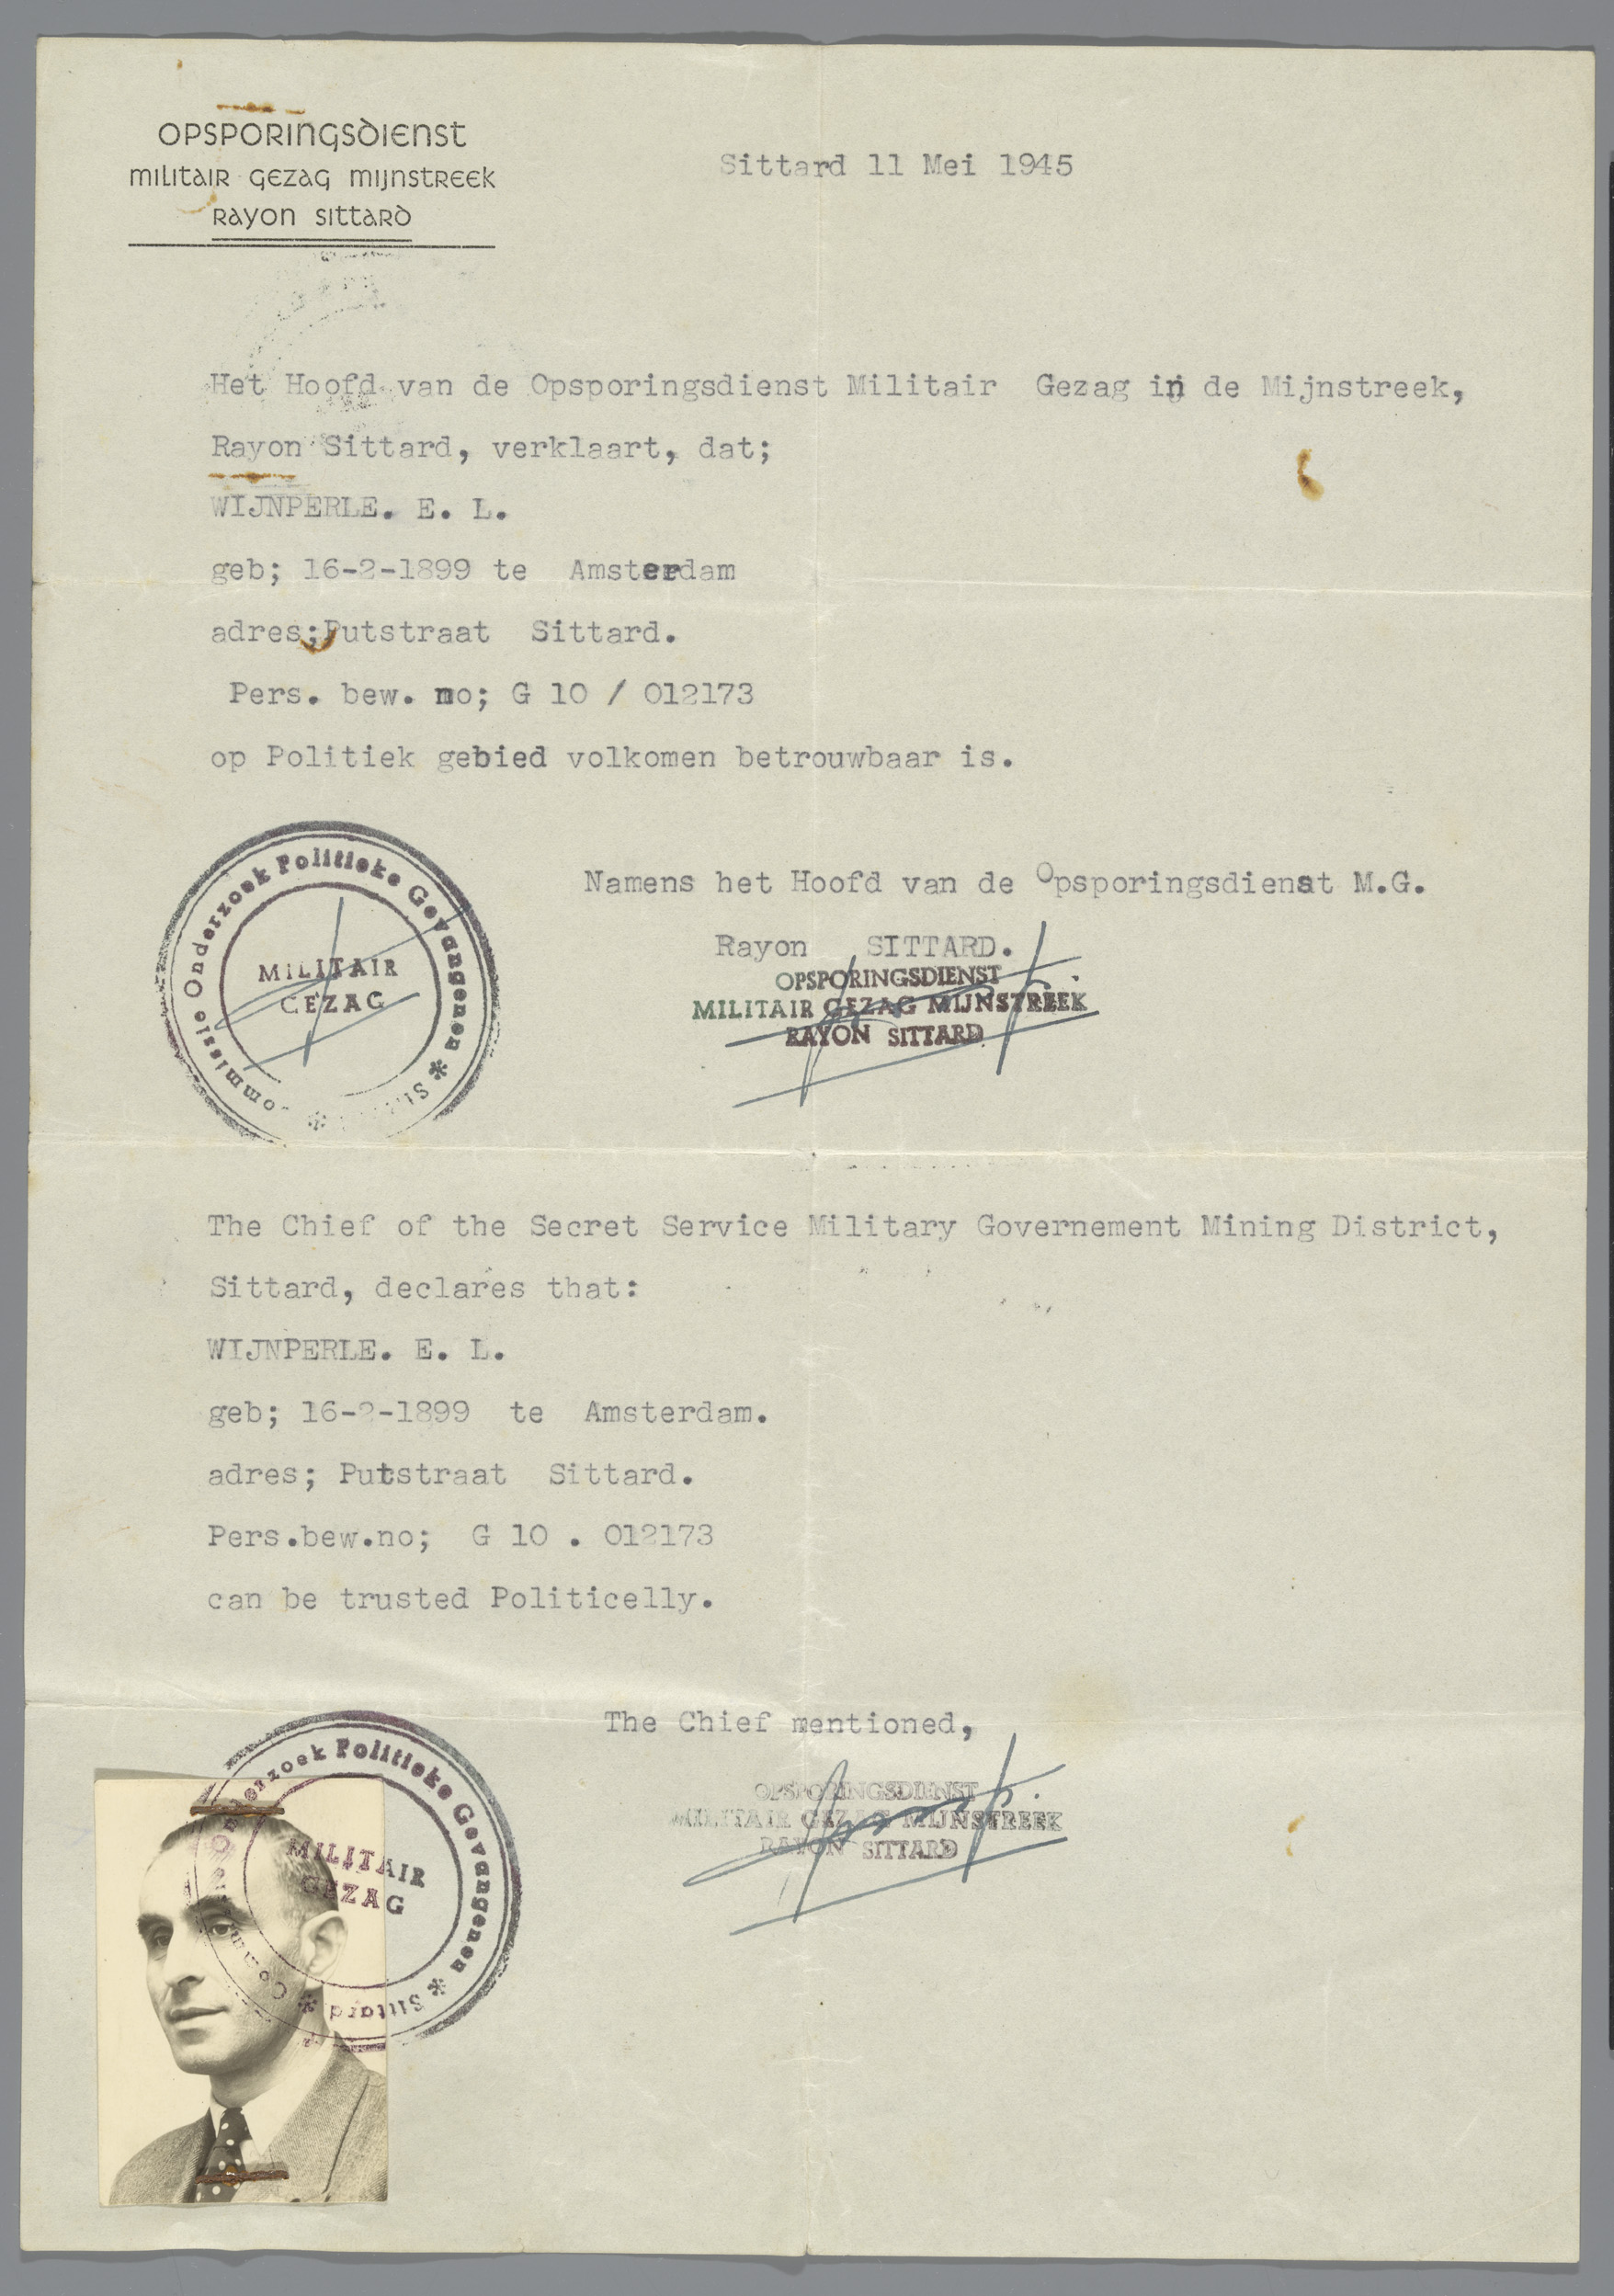 OPSPORINGSDIENST
MILITAIR GEZAG MIJNSTREEK
RAYON SITTARD
Sittard 11 Mei 1945
Het Hoofd van de Opsporingsdienst Militair Gezag in de Mijnstreek,
Rayon Sittard, verklaart, dat;
WIJNPERLE. E. L.
geb; 16-2-1899 te Amsterdam
adres;Putstraat Sittard.
Pers. bew. no; G 10 / 012173
op Politiek gebied volkomen betrouwbaar is.
Onderzoek Politieke Gevangenen * 
MILITAIR
GEZAG
Namens het Hoofd van de Opsporingsdienst M.G.
Rayon SITTARD.
OPSPORINGSDIENST
MILITAIR GEZAG MIJNSTREEK
RAYON SITTARD
The Chief of the Secret Service Military Governement Mining District,
Sittard, declares that:
WIJNPERLE. E. L.
geb; 16-2-1899 te Amsterdam.
adres; Putstraat Sittard.
Pers.bew.no; G 10 . 012173
can be trusted Politicelly.
The Chief mentioned,
OPSPORINGSDIENST
MILITAIR GEZAG MIJNSTREEK
RAYON SITTARD
Politieke Gevangenen * Sittard *
MILITAIR
GEZAG